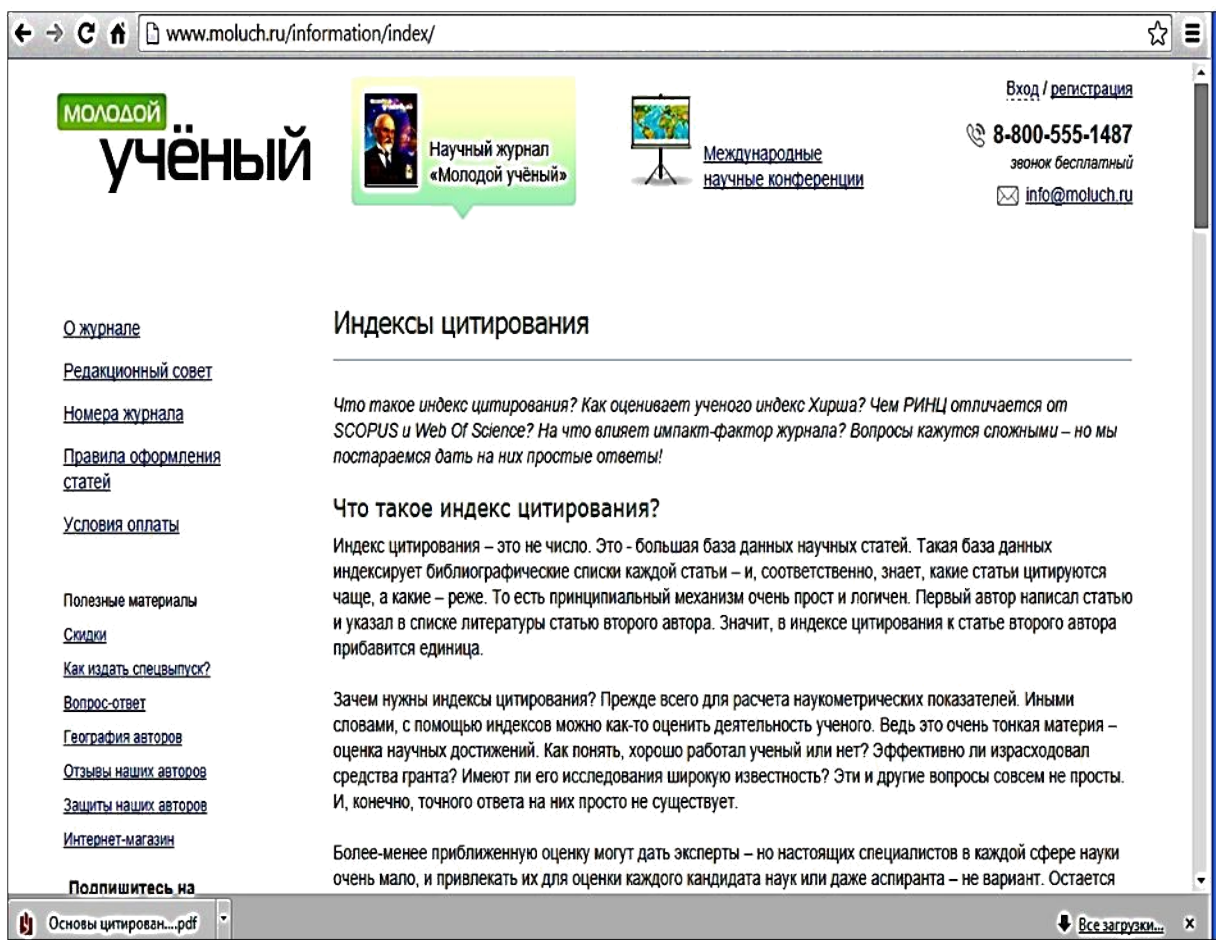 www.moluch.ru/information/index/
молодой
учёный
Научный журнал
«Молодой учёный»
Международные
научные конференции
Вход / регистрация
8-800-555-1487
звонок бесплатный
info@moluch.ru
О журнале
Редакционный совет
Номера журнала
Правила оформления
статей
Условия оплаты
Полезные материалы
Скидки
Как издать спецвыпуск?
Вопрос-ответ
География авторов
Отзывы наших авторов
Защиты наших авторов
Интернет-магазин
Подпишитесь на
Индексы цитирования
Что такое индекс цитирования? Как оценивает ученого индекс Хирша? Чем РИНЦ отличается от
SCOPUS и Web Of Science? На что влияет импакт-фактор журнала? Вопросы кажутся сложными – но мы
постараемся дать на них простые ответы!
Что такое индекс цитирования?
Индекс цитирования – это не число. Это - большая база данных научных статей. Такая база данных
индексирует библиографические списки каждой статьи – и, соответственно, знает, какие статьи цитируются
чаще, а какие – реже. То есть принципиальный механизм очень прост и логичен. Первый автор написал статью
и указал в списке литературы статью второго автора. Значит, в индексе цитирования к статье второго автора
прибавится единица.
Зачем нужны индексы цитирования? Прежде всего для расчета наукометрических показателей. Иными
словами, с помощью индексов можно как-то оценить деятельность ученого. Ведь это очень тонкая материя –
оценка научных достижений. Как понять, хорошо работал ученый или нет? Эффективно ли израсходовал
средства гранта? Имеют ли его исследования широкую известность? Эти и другие вопросы совсем не просты.
И, конечно, точного ответа на них просто не существует.
Более-менее приближенную оценку могут дать эксперты – но настоящих специалистов в каждой сфере науки
очень мало, и привлекать их для оценки каждого кандидата наук или даже аспиранта – не вариант. Остается
Основы цитирован....pdf
Все загрузки...